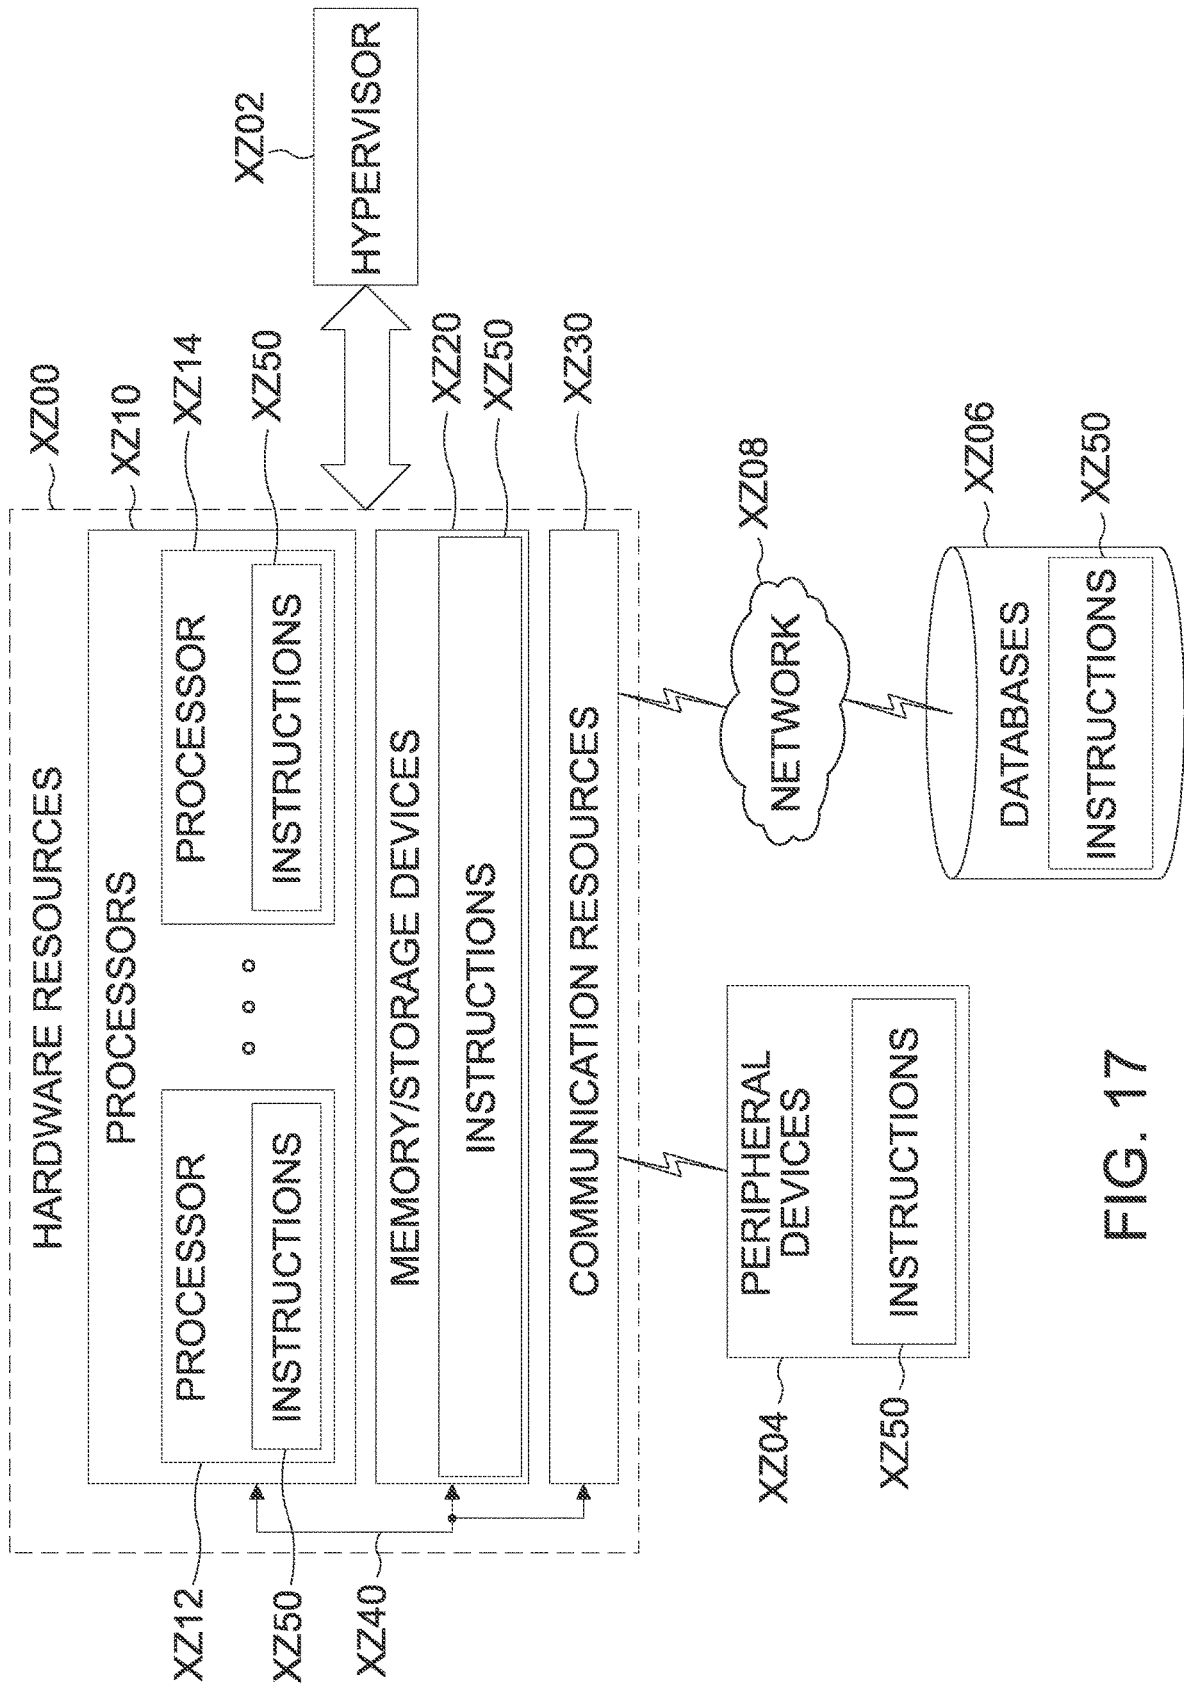 HARDWARE RESOURCES
XZ00
PROCESSORS
XZ10
PROCESSOR
PROCESSOR
XZ14
XZ12
INSTRUCTIONS
INSTRUCTIONS
XZ50
XZ50
XZ02
HYPERVISOR
XZ40
MEMORY/STORAGE DEVICES
XZ20
INSTRUCTIONS
XZ50
COMMUNICATION RESOURCES
XZ30
XZ04
PERIPHERAL
DEVICES
INSTRUCTIONS
XZ50
NETWORK
XZ08
DATABASES
XZ06
INSTRUCTIONS
XZ50
FIG. 17